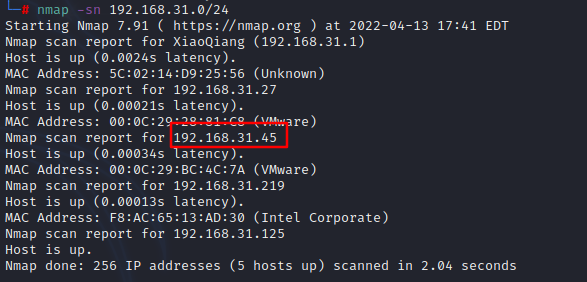 └─# nmap -sn 192.168.31.0/24
Starting Nmap 7.91 ( https://nmap.org ) at 2022-04-13 17:41 EDT
Nmap scan report for XiaoQiang (192.168.31.1)
Host is up (0.0024s latency).
MAC Address: 5C:02:14:D9:25:56 (Unknown)
Nmap scan report for 192.168.31.27
Host is up (0.00021s latency).
MAC Address: 00:0C:29:28:81:C8 (VMware)
Nmap scan report for 192.168.31.45
Host is up (0.00034s latency).
MAC Address: 00:0C:29:BC:4C:7A (VMware)
Nmap scan report for 192.168.31.219
Host is up (0.00013s latency).
MAC Address: F8:AC:65:13:AD:30 (Intel Corporate)
Nmap scan report for 192.168.31.125
Host is up.
Nmap done: 256 IP addresses (5 hosts up) scanned in 2.04 seconds